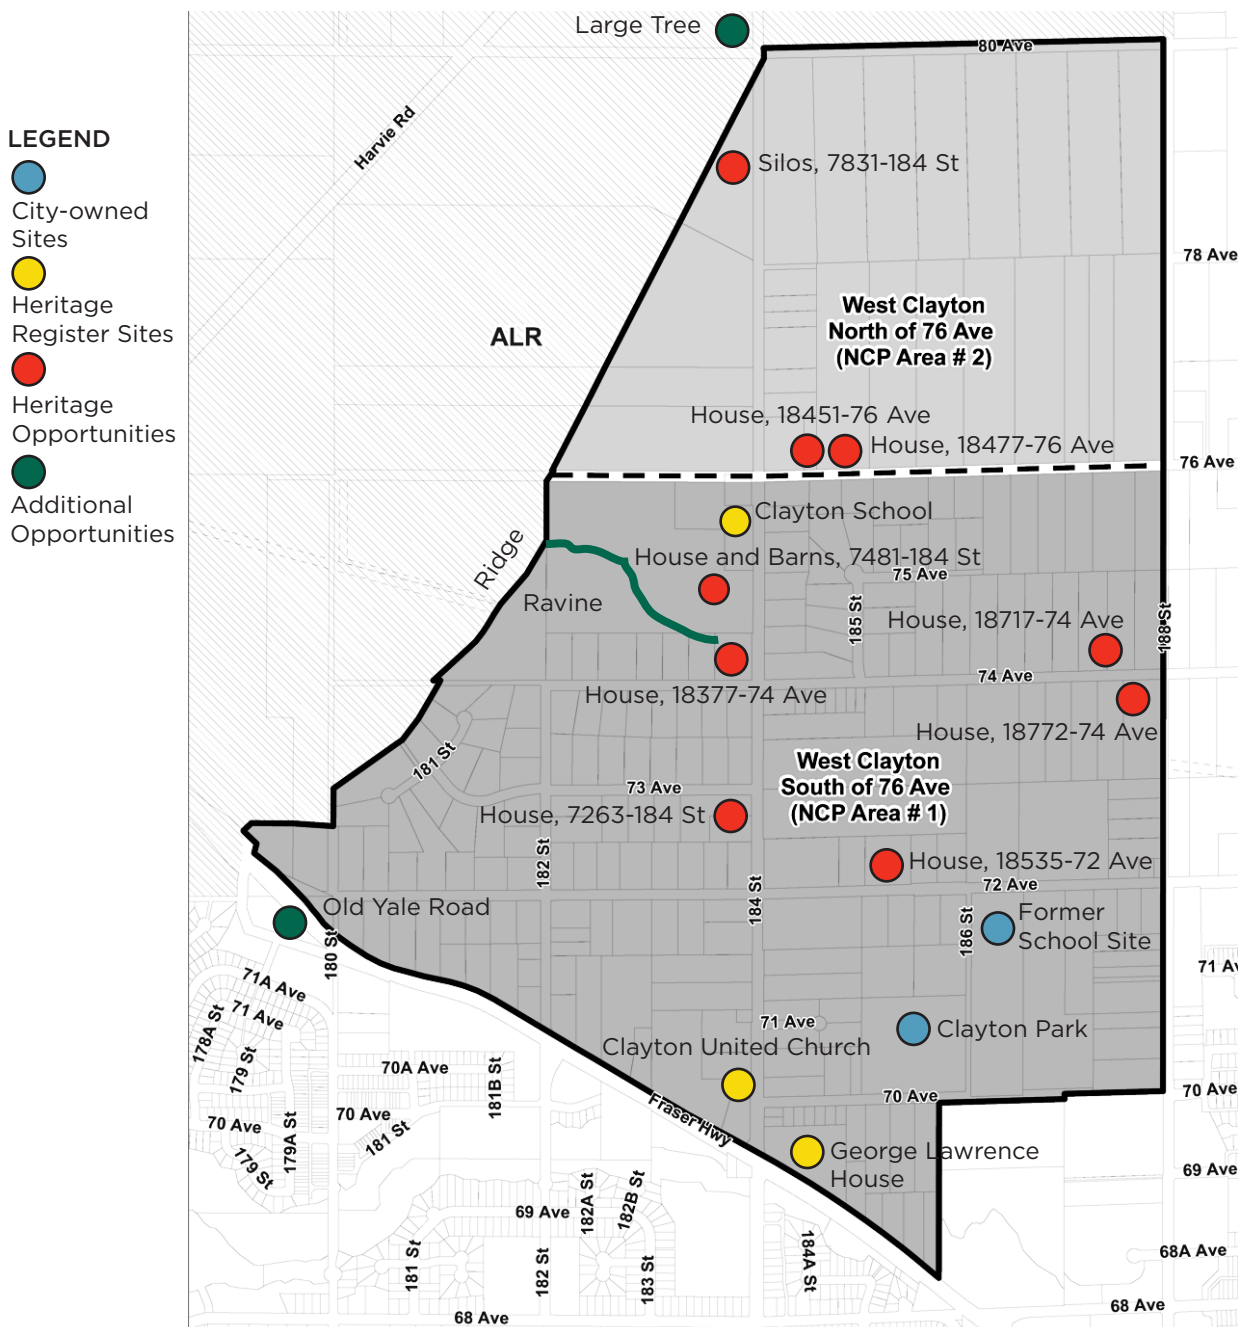 Large Tree
80 Ave
Harvie Rd
LEGEND
City-owned
Sites
Heritage
Register Sites
Heritage
Opportunities
Additional
Opportunities
Silos, 7831-184 St
78 Ave
ALR
West Clayton
North of 76 Ave
(NCP Area # 2)
House, 18451-76 Ave
House, 18477-76 Ave
76 Ave
Clayton School
House and Barns, 7481-184 St
75 Ave
Ridge
Ravine
185 St
House, 18717-74 Ave
188 St
74 Ave
House, 18377-74 Ave
House, 18772-74 Ave
181 St
West Clayton
South of 76 Ave
(NCP Area # 1)
73 Ave
House, 7263-184 St
182 St
House, 18535-72 Ave
72 Ave
184 St
Old Yale Road
180 St
186 St
Former
School Site
71 Av
71A Ave
71 Ave
178A St
179 St
71 Ave
Clayton Park
Clayton United Church
70A Ave
181B St
70 Ave
70 Ave
Fraser Hwy
70 Ave
70 Ave
181 St
179A St
179 St
George Lawrence
House
69 Ave
69 Ave
182A St
182B St
181 St
182 St
183 St
184A St
68A Ave
68 Ave
68 Ave